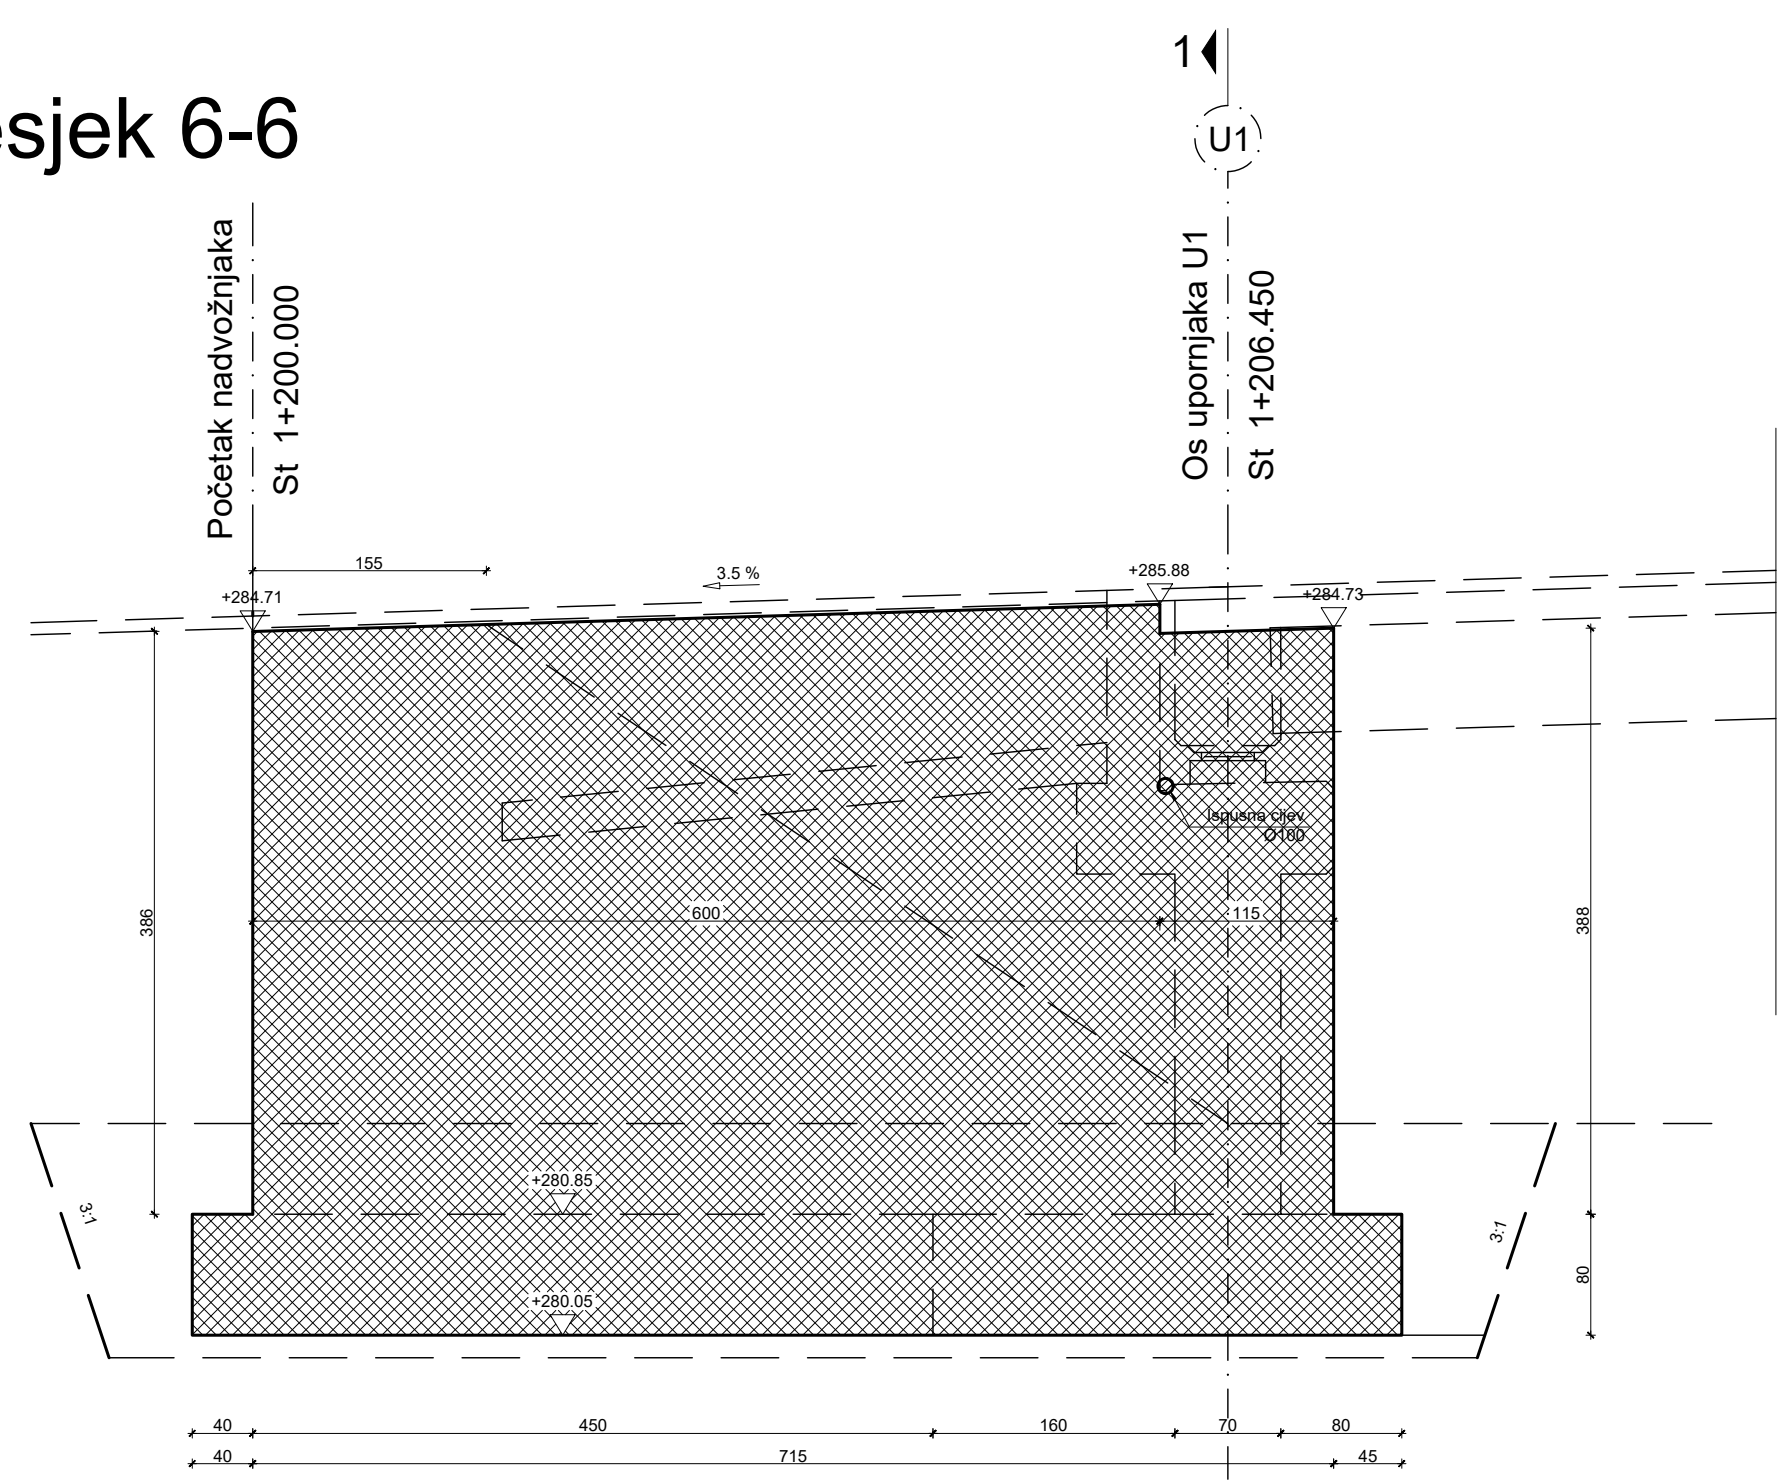 1
esjek 6-6
U1
Početak nadvožnjaka
St 1+200.000
Os upornjaka U1
St 1+206.450
155
3.5 %
+285.88
+284.71
+284.73
Ispusna cijev
Ø100
386
600
115
388
+280.85
3:1
3:1
80
+280.05
40
450
160
70
80
40
715
45